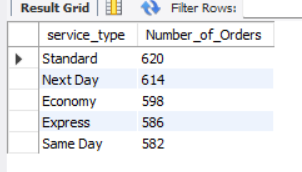 Result Grid Filter Rows:
service_type Number_of_Orders
Standard 620
Next Day 614
Economy 598
Express 586
Same Day 582